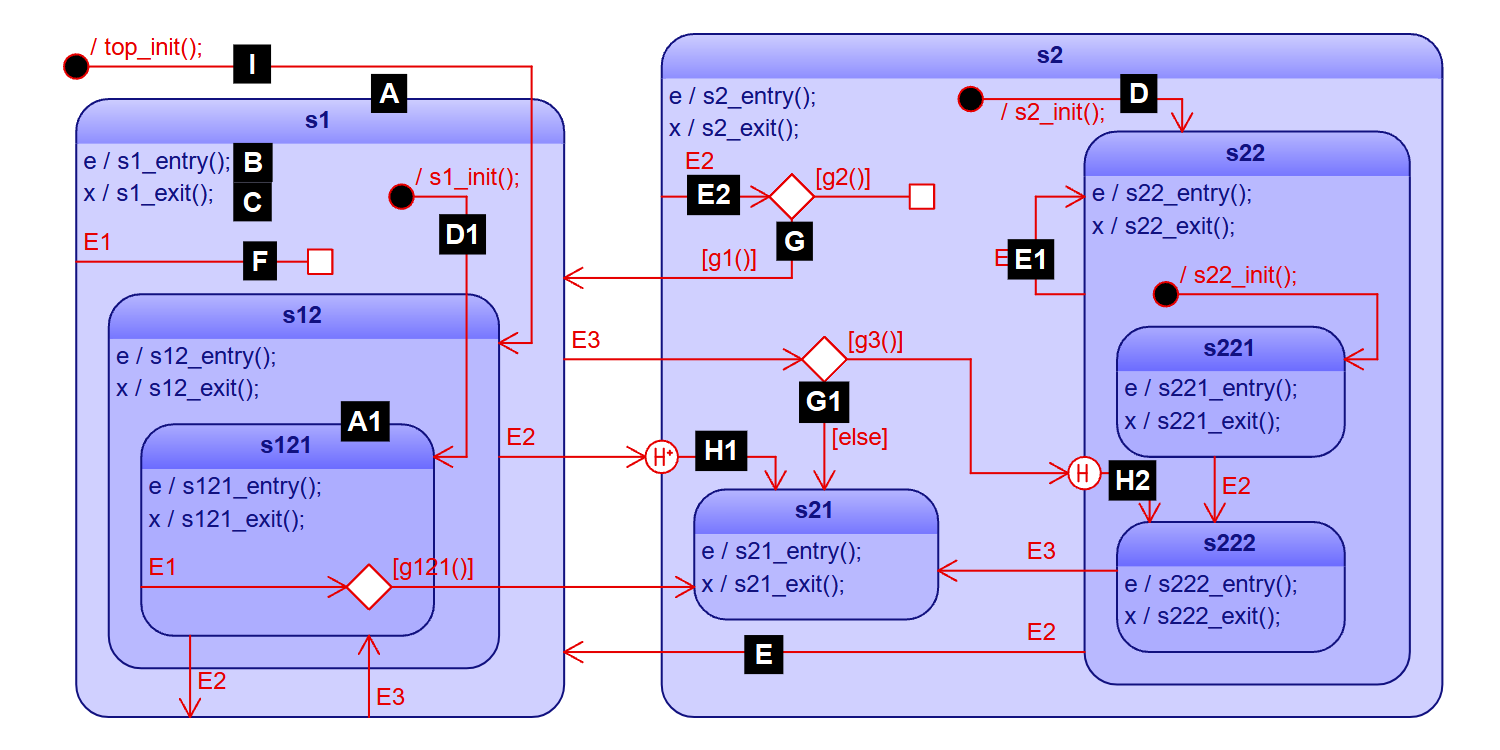 / top_init();
I
A
s1
e / s1_entry();
B
x / s1_exit();
C
/ s1_init();
D1
E1
F
s12
e / s12_entry();
x / s12_exit();
A1
s121
e / s121_entry();
x / s121_exit();
E1
[g121()]
E2
E3
E3
E2
s2
e / s2_entry();
x / s2_exit();
D
/ s2_init();
E2
E2
[g2()]
G
[g1()]
[g3()]
G1
[else]
H*
H1
s21
e / s21_entry();
x / s21_exit();
E
s22
e / s22_entry();
x / s22_exit();
E1
/ s22_init();
s221
e / s221_entry();
x / s221_exit();
H
H2
E2
s222
e / s222_entry();
x / s222_exit();
E3
E2